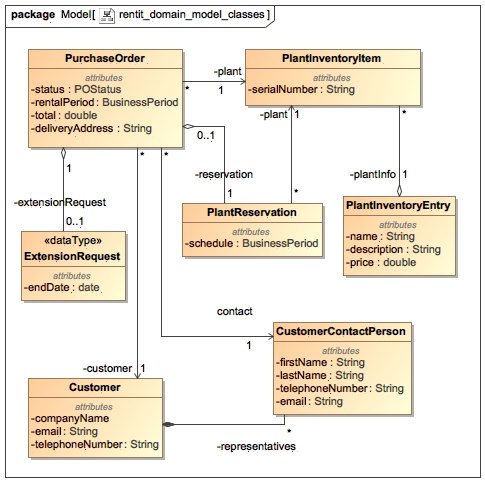 package Model[ rentit_domain_model_classes]
PurchaseOrder
attributes
-status : POStatus
-rentalPeriod : BusinessPeriod
-total : double
-deliveryAddress : String
-plant
*
1
PlantInventoryItem
attributes
-serialNumber : String
-plant
1
*
0..1
-reservation
1
*
*
-plantInfo
1
PlantReservation
attributes
-schedule : BusinessPeriod
PlantInventoryEntry
attributes
-name : String
-description : String
-price : double
1
-extensionRequest
0..1
«dataType»
ExtensionRequest
attributes
-endDate : date
*
*
contact
1
CustomerContactPerson
attributes
-firstName : String
-lastName : String
-telephoneNumber : String
-email : String
-customer
1
Customer
attributes
-companyName
-email : String
-telephoneNumber : String
*
-representatives